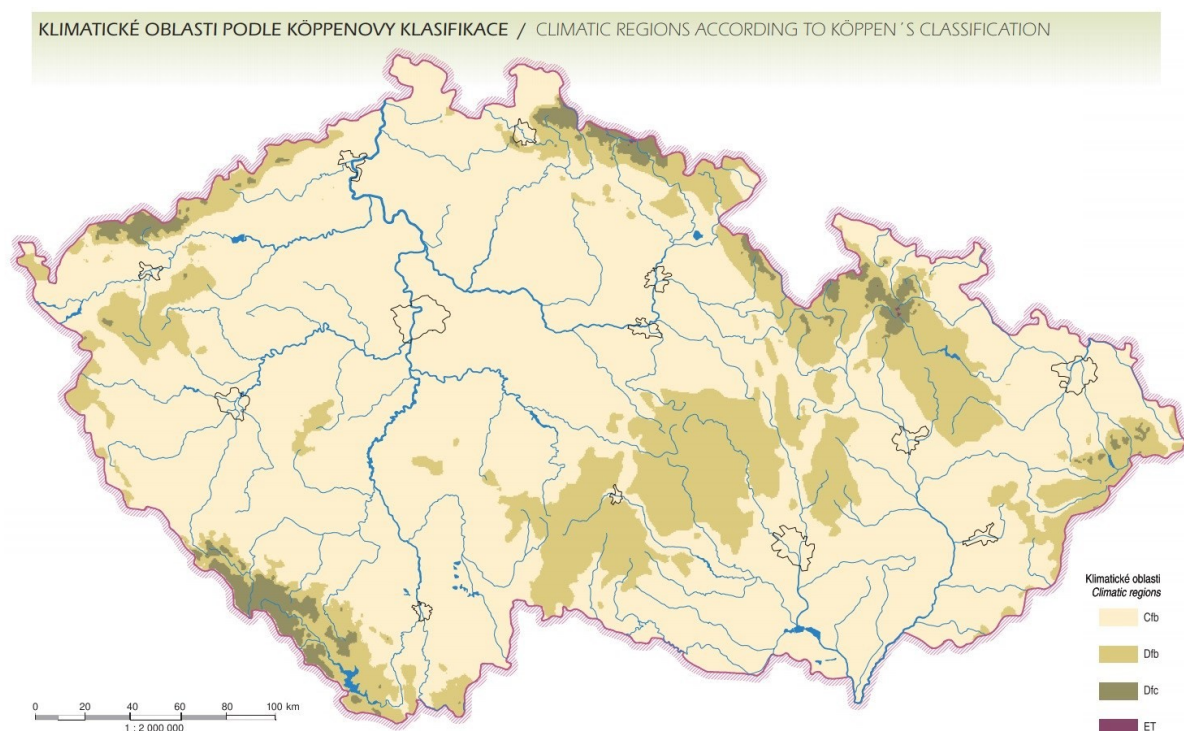 KLIMATICKÉ OBLASTI PODLE KÖPPENOVY KLASIFIKACE / CLIMATIC REGIONS ACCORDING TO KÖPPEN´S CLASSIFICATION
Klimatické oblasti
Climatic regions
Cfb
Dfb
Dfc
ET
0 20 40 60 80 100 km
1 : 2 000 000